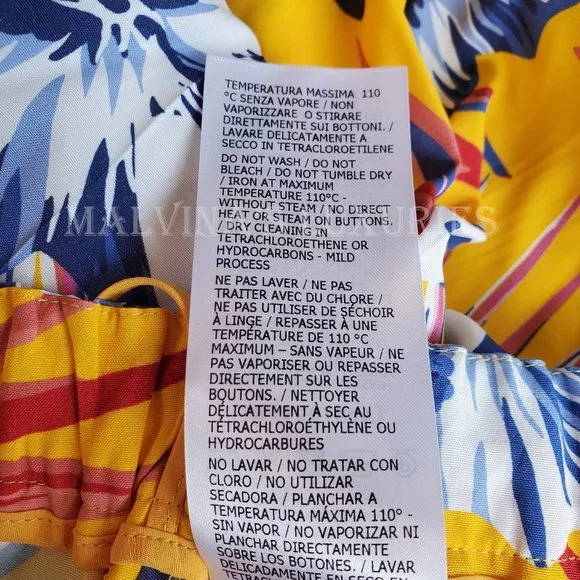 TEMPERATURA MASSIMA 110
°C SENZA VAPORE / NON
VAPORIZZARE O STIRARE
DIRETTAMENTE SUI BOTTONI. /
LAVARE DELICATAMENTE A
SECCO IN TETRACLOROETILENE
DO NOT WASH / DO NOT
BLEACH / DO NOT TUMBLE DRY
/ IRON AT MAXIMUM
TEMPERATURE 110°C -
WITHOUT STEAM / NO DIRECT
HEAT OR STEAM ON BUTTONS.
/ DRY CLEANING IN
TETRACHLOROETHENE OR
HYDROCARBONS - MILD
PROCESS
NE PAS LAVER / NE PAS
TRAITER AVEC DU CHLORE /
NE PAS UTILISER DE SÉCHOIR
À LINGE / REPASSER À UNE
TEMPÉRATURE DE 110 °C
MAXIMUM – SANS VAPEUR / NE
PAS VAPORISER OU REPASSER
DIRECTEMENT SUR LES
BOUTONS. / NETTOYER
DÉLICATEMENT À SEC AU
TÉTRACHLOROÉTHYLÈNE OU
HYDROCARBURES
NO LAVAR / NO TRATAR CON
CLORO / NO UTILIZAR
SECADORA / PLANCHAR A
TEMPERATURA MÁXIMA 110° -
SIN VAPOR / NO VAPORIZAR NI
PLANCHAR DIRECTAMENTE
SOBRE LOS BOTONES. / LAVAR
DELICADAMENTE EN SECO CON